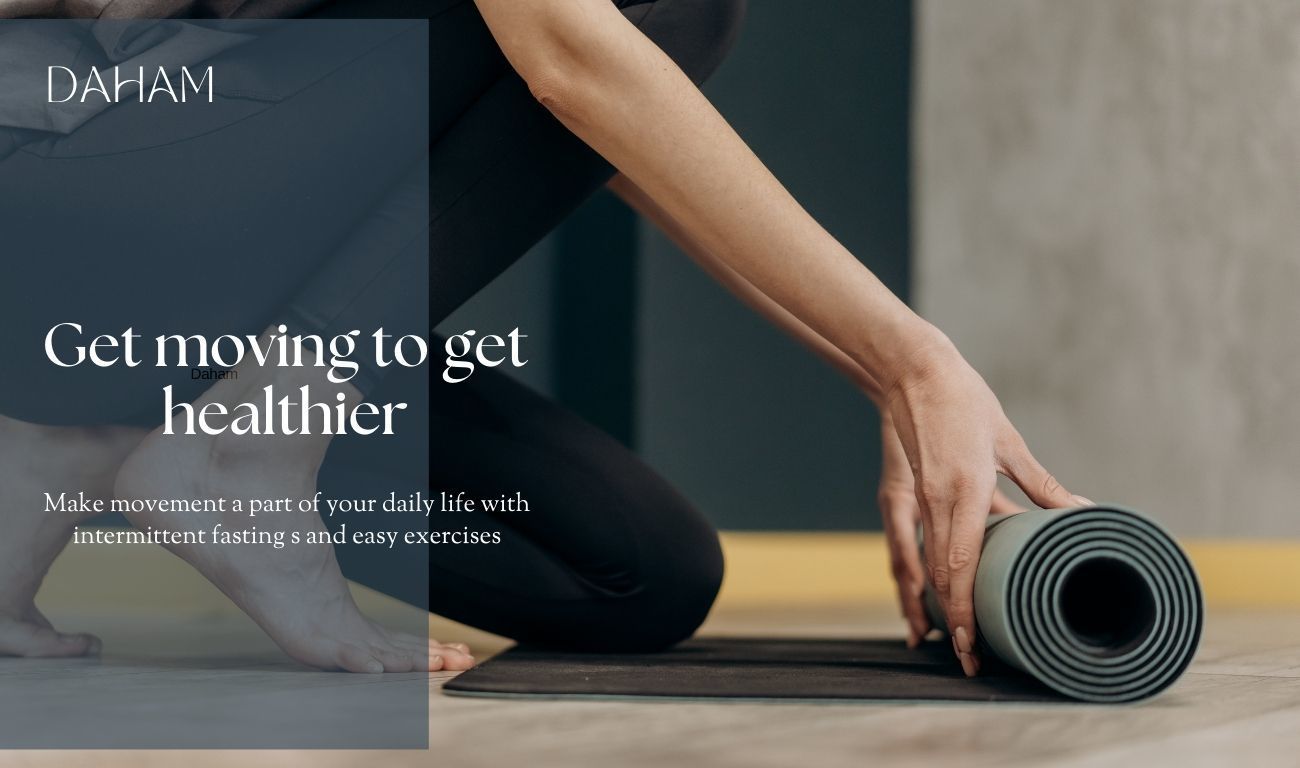 DAHAM
Get moving to get
Daham
healthier
Make movement a part of your daily life with
intermittent fasting s and easy exercises